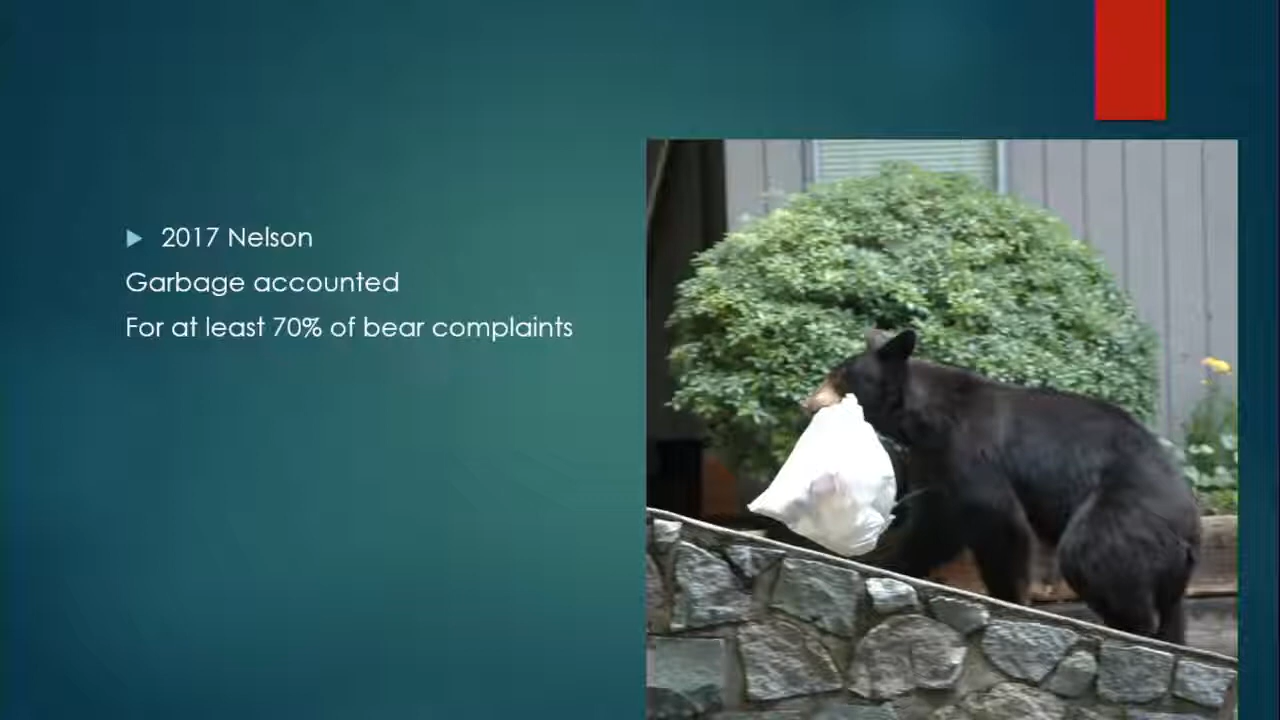 2017 Nelson
Garbage accounted
For at least 70% of bear complaints